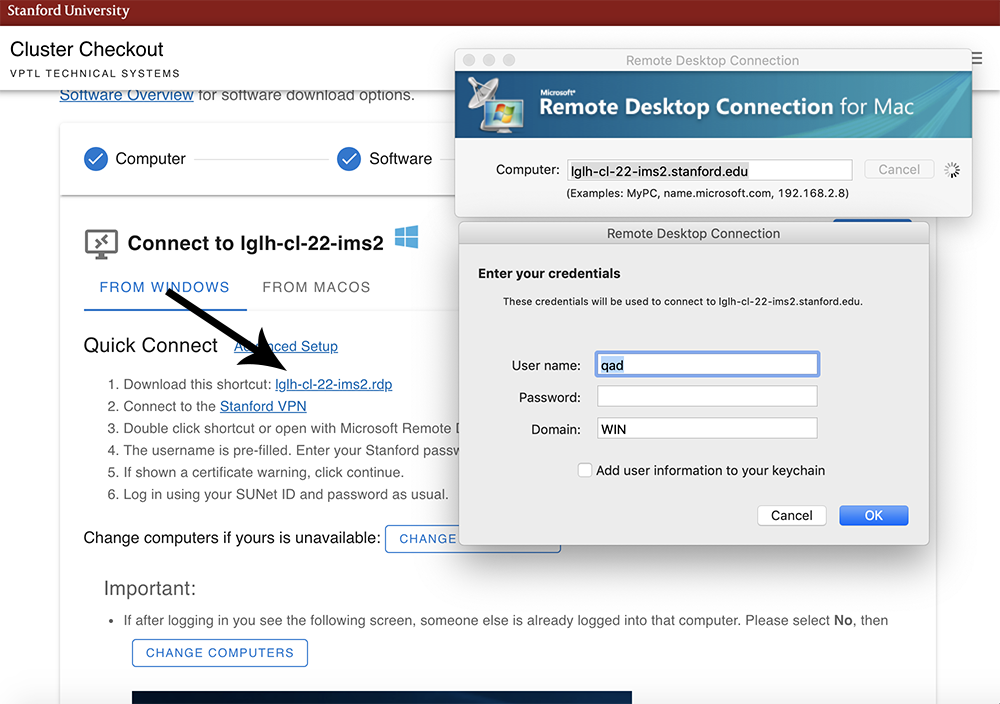 Stanford University
Cluster Checkout
VPTL TECHNICAL SYSTEMS
Software Overview for software download options.
Computer
Software
Connect to lglh-cl-22-ims2
FROM WINDOWS
FROM MACOS
Quick Connect
Advanced Setup
1. Download this shortcut: lglh-cl-22-ims2.rdp
2. Connect to the Stanford VPN
3. Double click shortcut or open with Microsoft Remote
4. The username is pre-filled. Enter your Stanford
5. If shown a certificate warning, click continue.
6. Log in using your SUNet ID and password as usual.
Change computers if yours is unavailable:
CHANGE
Important:
• If after logging in you see the following screen, someone else is already logged into that computer. Please select No, then
CHANGE COMPUTERS
Remote Desktop Connection
Microsoft®
Remote Desktop Connection for Mac
Computer: lglh-cl-22-ims2.stanford.edu
Cancel
(Examples: MyPC, name.microsoft.com, 192.168.2.8)
Remote Desktop Connection
Enter your credentials
These credentials will be used to connect to lglh-cl-22-ims2.stanford.edu.
User name: qad
Password:
Domain: WIN
Add user information to your keychain
Cancel
OK